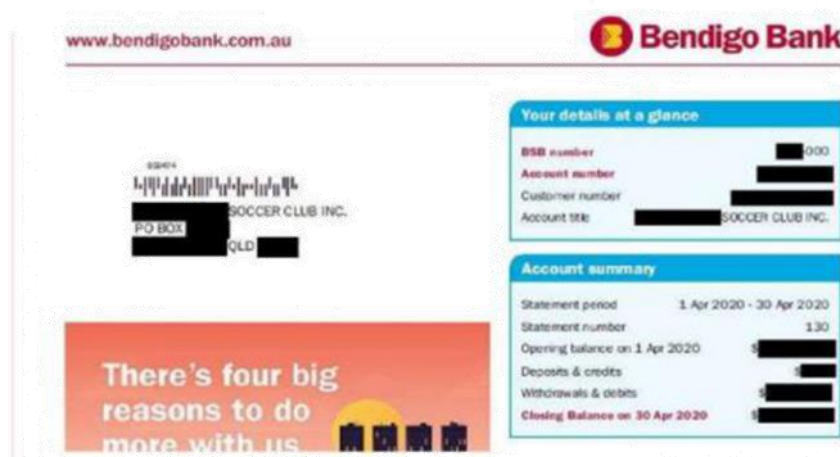 www.bendigobank.com.au
Bendigo Bank
SOCCER CLUB INC.
PO BOX
QLD
There's four big
reasons to do
more with us
Your details at a glance
BSB number 000
Account number
Customer number
Account title SOCCER CLUB INC.
Account summary
Statement period 1 Apr 2020 - 30 Apr 2020
Statement number 130
Opening balance on 1 Apr 2020 $
Deposits & credits $
Withdrawals & debits $
Closing Balance on 30 Apr 2020 $